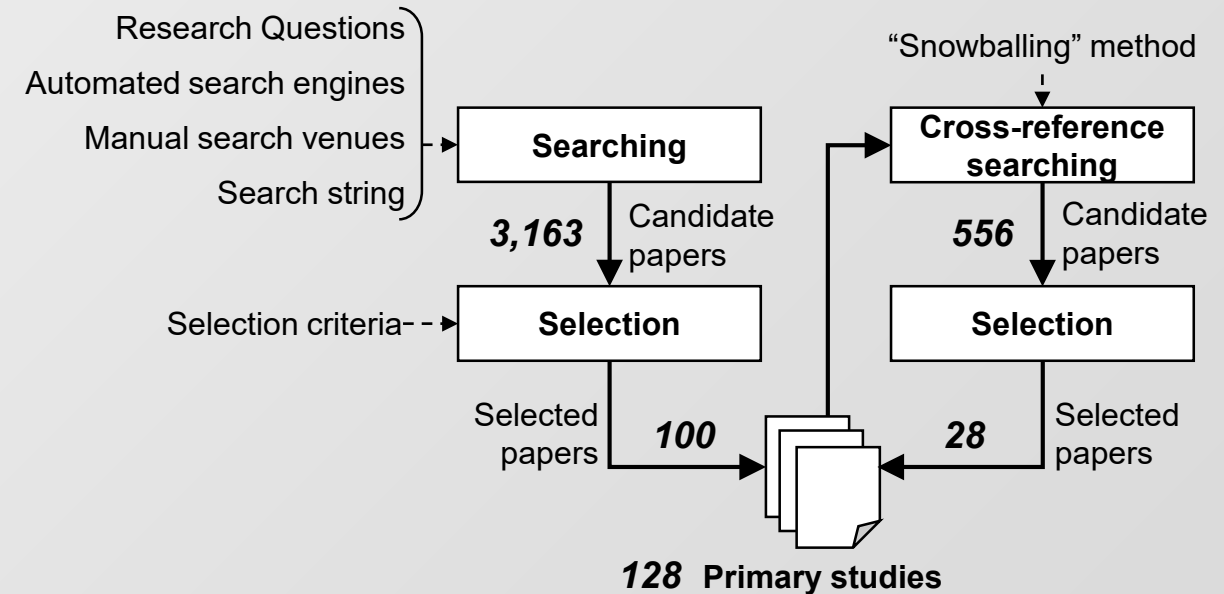 Research Questions
Automated search engines
Manual search venues
Search string
Searching
3,163
Candidate
papers
Selection criteria
Selection
Selected
papers
100
“Snowballing” method
Cross-reference
searching
556
Candidate
papers
Selection
28
Selected
papers
128 Primary studies